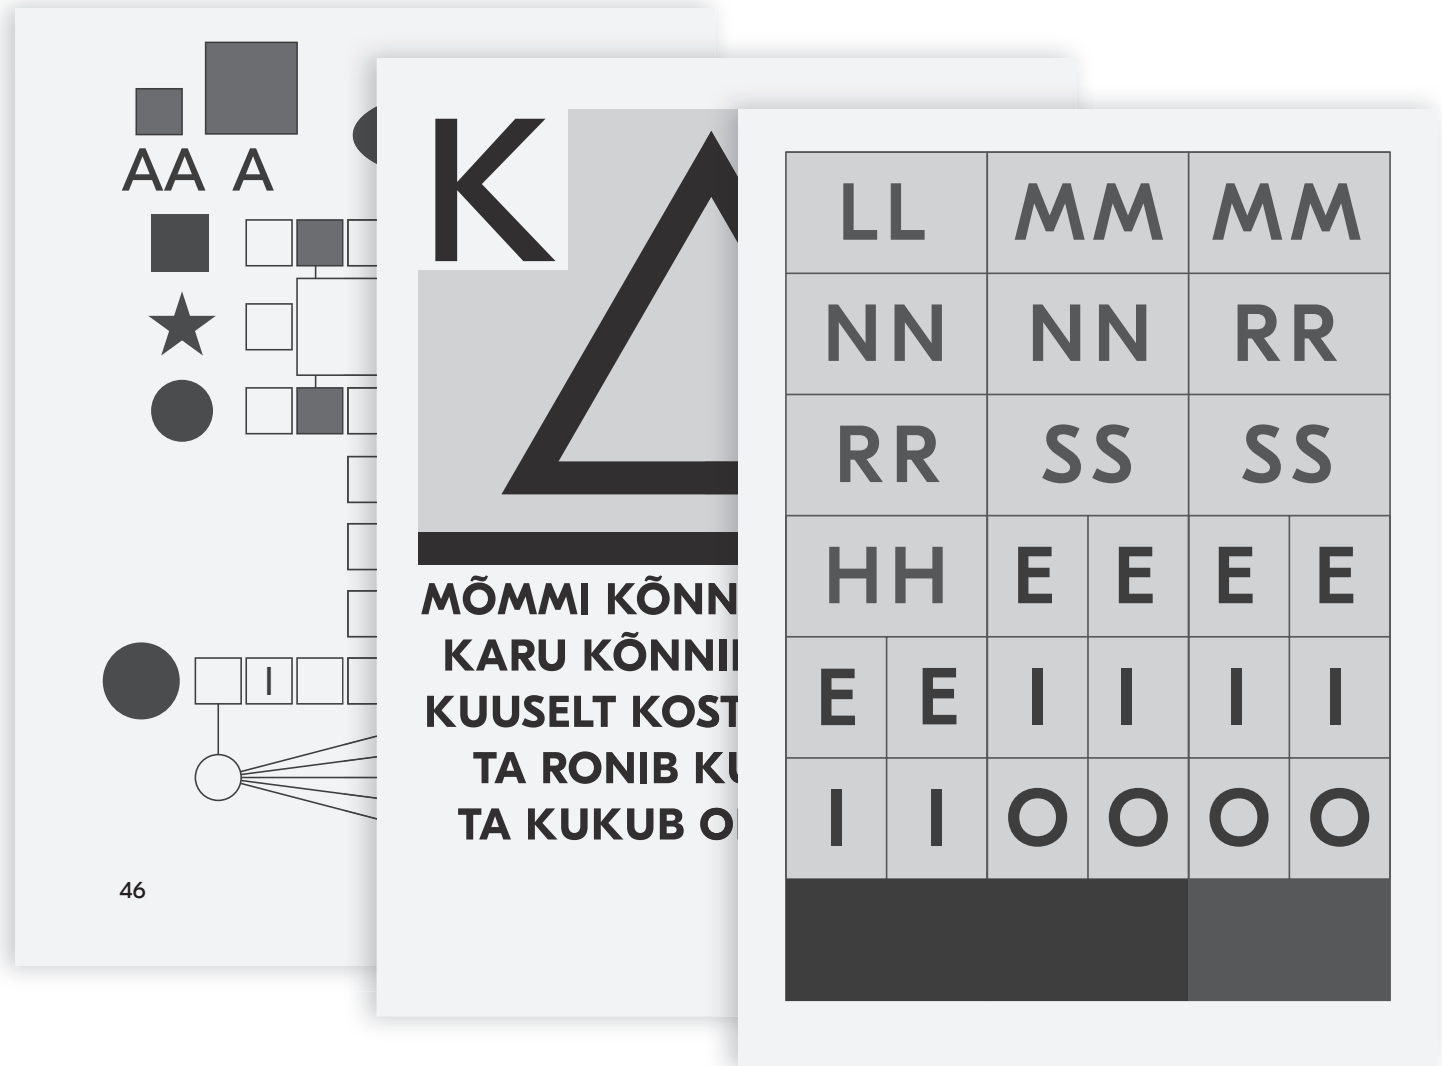 AA A
I
46
K
MÕMMI KÕNN
KARU KÕNNI
KUUSELT KOST
TA RONIB
TA KUKUB
LL MM MM
NN NN RR
RR SS SS
HH E E E E
E E I I I I
I I O O O O